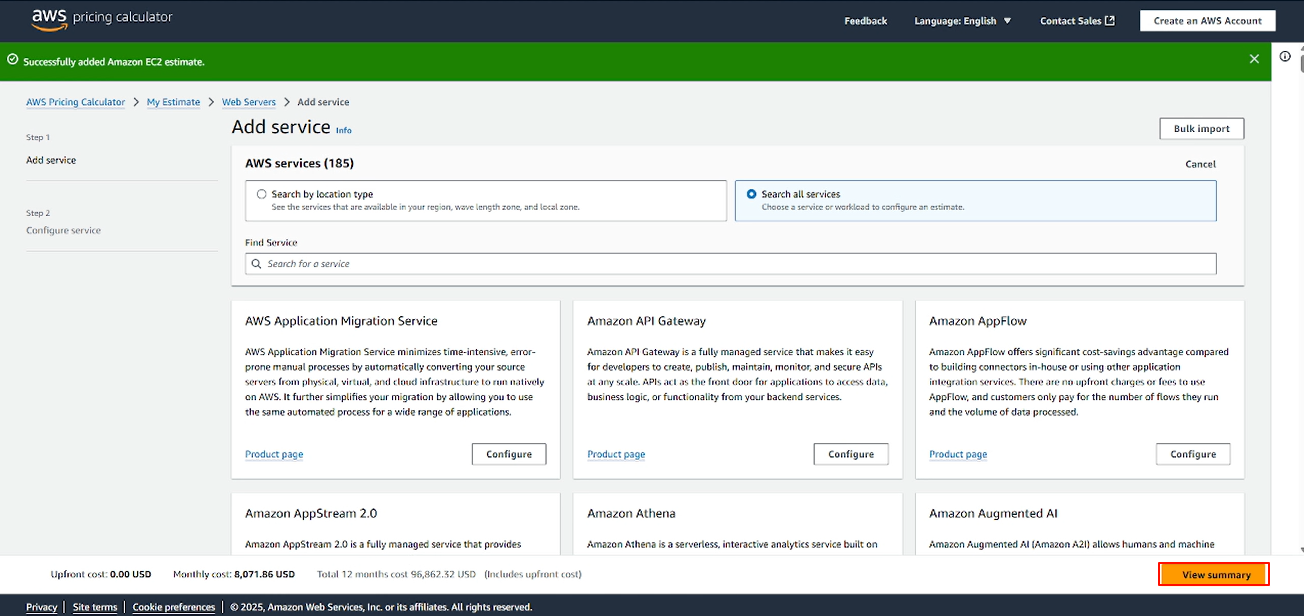 aws pricing calculator
Feedback
Language: English
Contact Sales
Create an AWS Account
Successfully added Amazon EC2 estimate.
AWS Pricing Calculator > My Estimate > Web Servers > Add service
Step 1
Add service
Step 2
Configure service
Add service Info
Bulk import
AWS services (185)
Cancel
Search by location type
See the services that are available in your region, wave length zone, and local zone.
Search all services
Choose a service or workload to configure an estimate.
Find Service
Search for a service
AWS Application Migration Service
AWS Application Migration Service minimizes time-intensive, error-
prone manual processes by automatically converting your source
servers from physical, virtual, and cloud infrastructure to run natively
on AWS. It further simplifies your migration by allowing you to use
the same automated process for a wide range of applications.
Product page
Configure
Amazon API Gateway
Amazon API Gateway is a fully managed service that makes it easy
for developers to create, publish, maintain, monitor, and secure APIs
at any scale. APIs act as the front door for applications to access data,
business logic, or functionality from your backend services.
Product page
Configure
Amazon AppFlow
Amazon AppFlow offers significant cost-savings advantage compared
to building connectors in-house or using other application
integration services. There are no upfront charges or fees to use
AppFlow, and customers only pay for the number of flows they run
and the volume of data processed.
Product page
Configure
Amazon AppStream 2.0
Amazon AppStream 2.0 is a fully managed service that provides
Amazon Athena
Amazon Athena is a serverless, interactive analytics service built on
Amazon Augmented AI
Amazon Augmented AI (Amazon A2I) allows humans and machine
Upfront cost: 0.00 USD
Monthly cost: 8,071.86 USD
Total 12 months cost 96,862.32 USD (Includes upfront cost)
View summary
Privacy | Site terms | Cookie preferences | © 2025, Amazon Web Services, Inc. or its affiliates. All rights reserved.